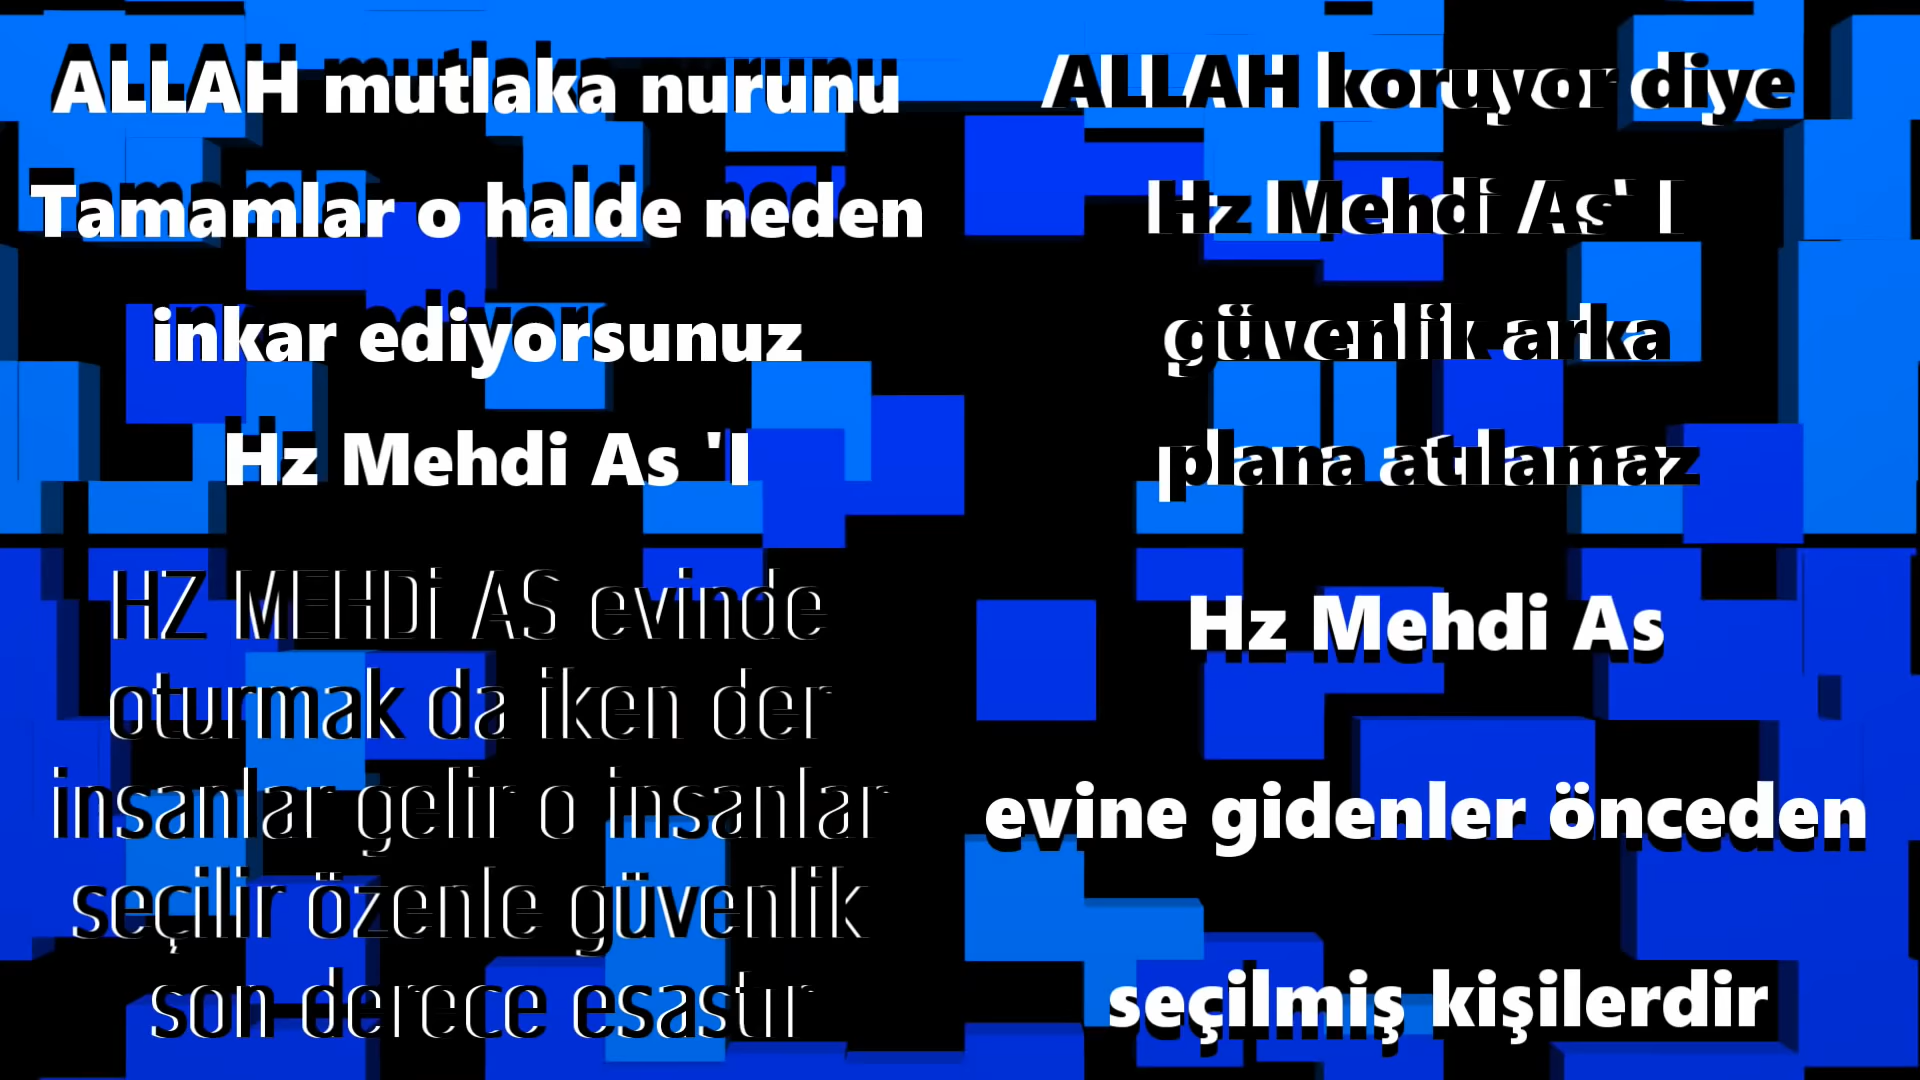 ALLAH mutlaka nurunu
Tamamlar o halde neden
inkar ediyorsunuz
Hz Mehdi As 'I
ALLAH koruyor diye
Hz Mehdi As' I
güvenlik arka
plana atılamaz
HZ MEHDi AS evinde
oturmak da iken der
insanlar gelir o insanlar
seçilir özenle güvenlik
son derece esastır
Hz Mehdi As
evine gidenler önceden
seçilmiş kişilerdir